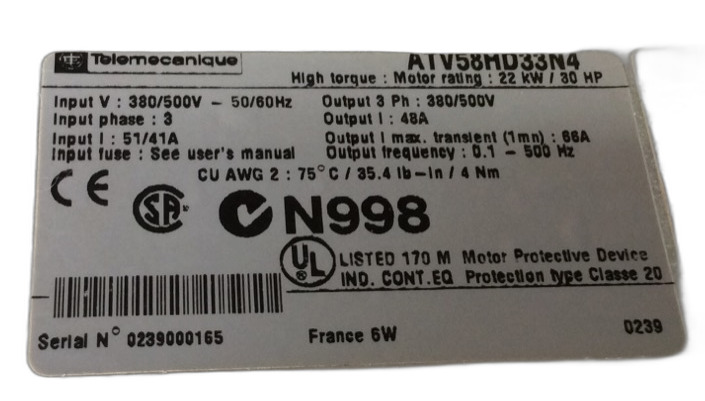 Telemecanique
ATV58HD33N4
High torque : Motor rating : 22 kW / 30 HP
Input V : 380/500V – 50/60Hz Output 3 Ph : 380/500V
Input phase : 3 Output I : 48A
Input I : 51/41A Output I max. transient (1mn) : 66A
Input fuse : See user's manual Output frequency : 0.1 – 500 Hz
CU AWG 2 : 75°C / 35.4 lb–in / 4 Nm
CE SA N998
UL LISTED 170 M Motor Protective Device
IND. CONT.EQ Protection type Classe 20
Serial N° 0239000165 France 6W 0239